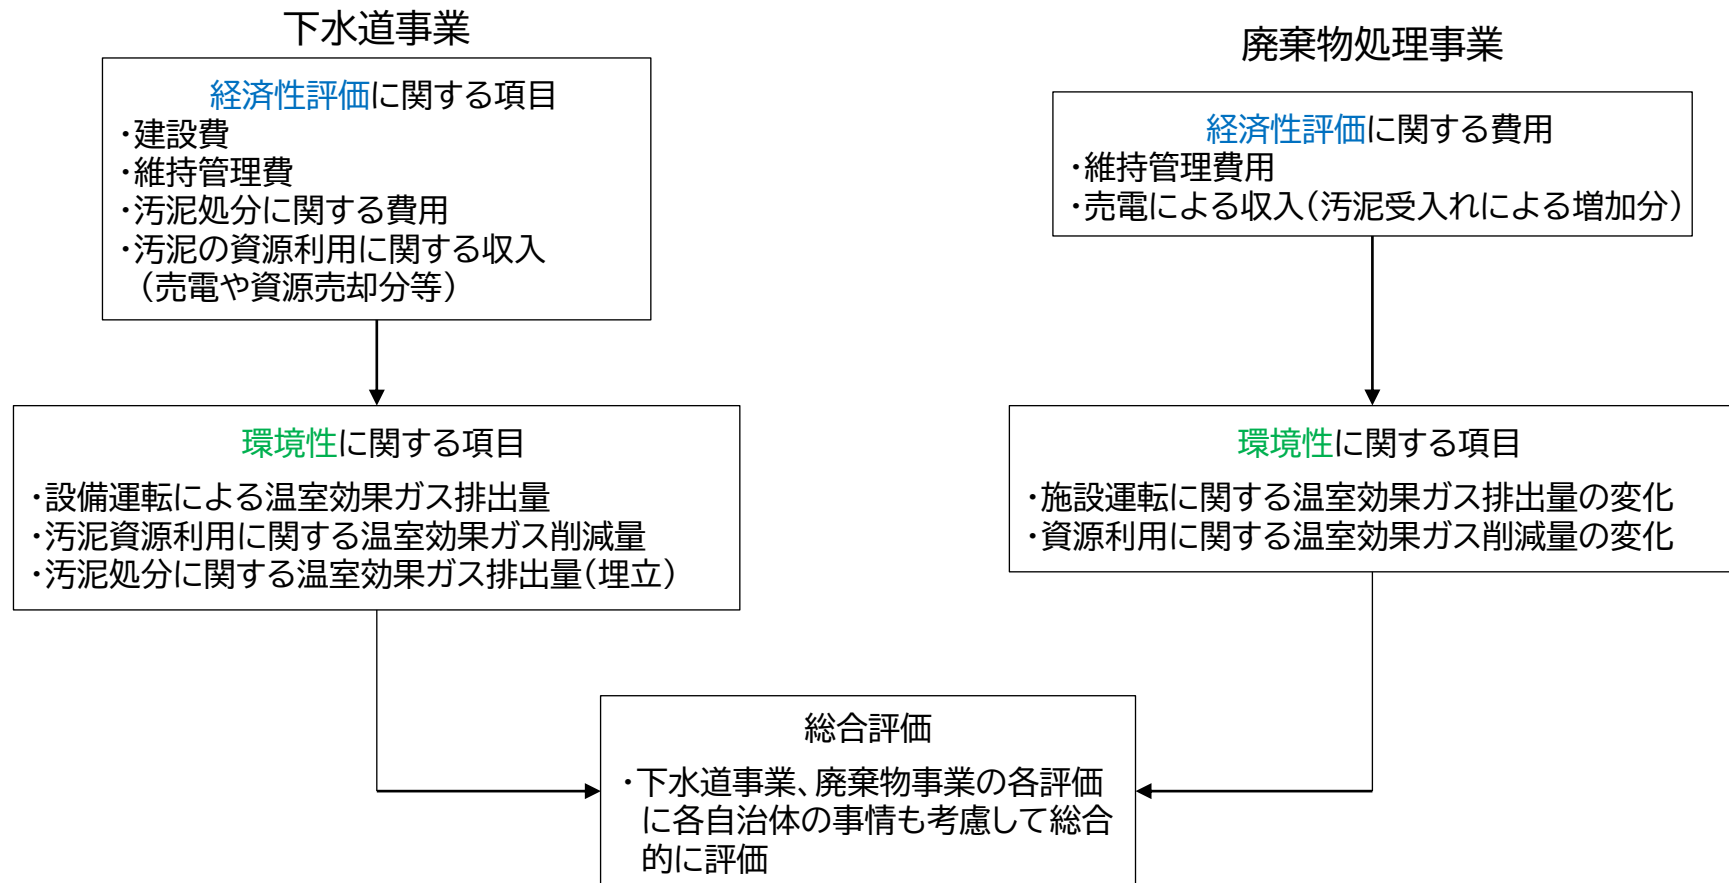 下水道事業
経済性評価に関する項目
・建設費
・維持管理費
・汚泥処分に関する費用
・汚泥の資源利用に関する収入
（売電や資源売却分等）
環境性に関する項目
・設備運転による温室効果ガス排出量
・汚泥資源利用に関する温室効果ガス削減量
・汚泥処分に関する温室効果ガス排出量（埋立）
廃棄物処理事業
経済性評価に関する費用
・維持管理費用
・売電による収入（汚泥受入れによる増加分）
環境性に関する項目
・施設運転に関する温室効果ガス排出量の変化
・資源利用に関する温室効果ガス削減量の変化
総合評価
・下水道事業、廃棄物事業の各評価
に各自治体の事情も考慮して総合
的に評価